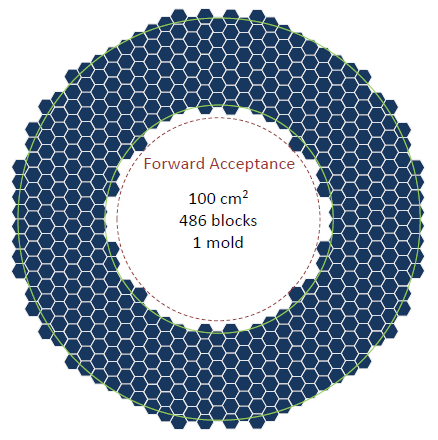 Forward Acceptance
100 cm²
486 blocks
1 mold